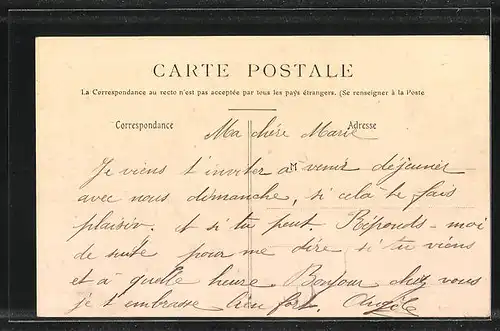 CARTE POSTALE
La Correspondance au recto n'est pas acceptée par tous les pays étrangers. (Se renseigner à la Poste
Correspondance
Adresse
Ma chére Marie
Je viens t'inviter a venir déjeuner
avec nous dimanche, si celà te fais
plaisir. et si tu peut. Réponds-moi
de suite pour me dire si tu viens
et à quelle heure. Bonjour chez vous
je t embrasse bien fort.